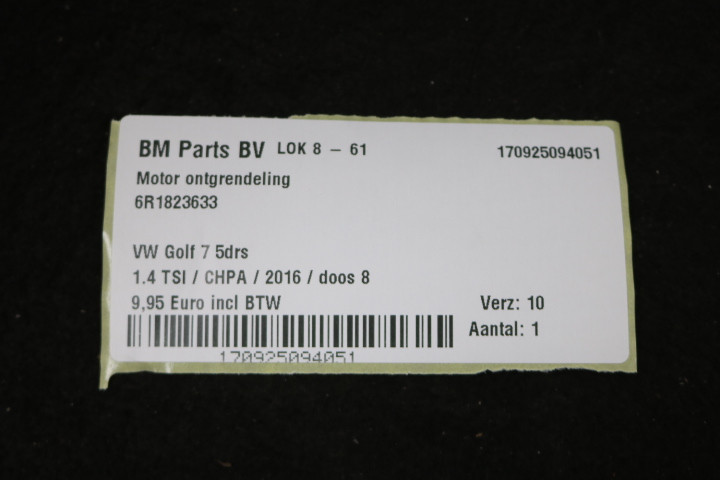 BM Parts BV LOK 8 – 61 170925094051
Motor ontgrendeling
6R1823633
VW Golf 7 5drs
1.4 TSI / CHPA / 2016 / doos 8
9,95 Euro incl BTW Verz: 10
Aantal: 1
170925094051